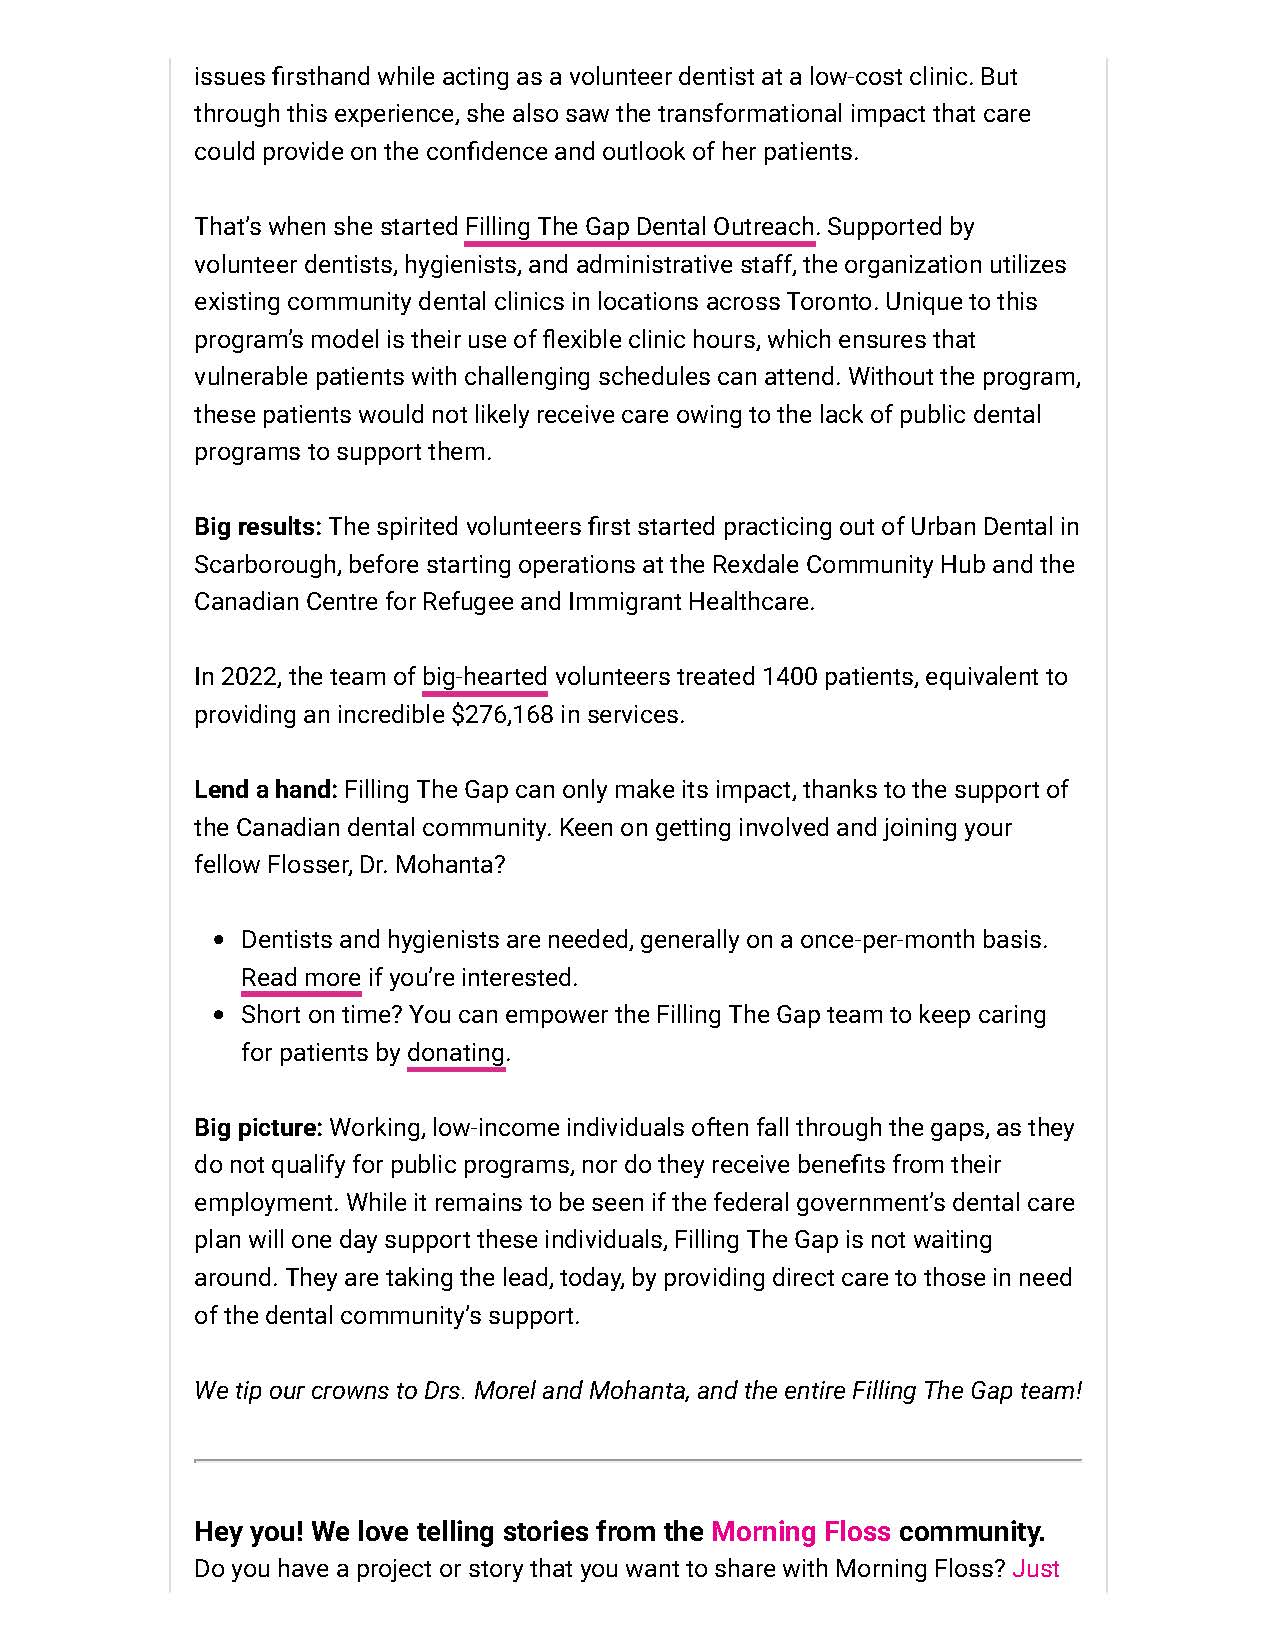 issues firsthand while acting as a volunteer dentist at a low-cost clinic. But
through this experience, she also saw the transformational impact that care
could provide on the confidence and outlook of her patients.
That’s when she started Filling The Gap Dental Outreach. Supported by
volunteer dentists, hygienists, and administrative staff, the organization utilizes
existing community dental clinics in locations across Toronto. Unique to this
program’s model is their use of flexible clinic hours, which ensures that
vulnerable patients with challenging schedules can attend. Without the program,
these patients would not likely receive care owing to the lack of public dental
programs to support them.
Big results: The spirited volunteers first started practicing out of Urban Dental in
Scarborough, before starting operations at the Rexdale Community Hub and the
Canadian Centre for Refugee and Immigrant Healthcare.
In 2022, the team of big-hearted volunteers treated 1400 patients, equivalent to
providing an incredible $276,168 in services.
Lend a hand: Filling The Gap can only make its impact, thanks to the support of
the Canadian dental community. Keen on getting involved and joining your
fellow Flosser, Dr. Mohanta?
• Dentists and hygienists are needed, generally on a once-per-month basis.
Read more if you’re interested.
• Short on time? You can empower the Filling The Gap team to keep caring
for patients by donating.
Big picture: Working, low-income individuals often fall through the gaps, as they
do not qualify for public programs, nor do they receive benefits from their
employment. While it remains to be seen if the federal government’s dental care
plan will one day support these individuals, Filling The Gap is not waiting
around. They are taking the lead, today, by providing direct care to those in need
of the dental community’s support.
We tip our crowns to Drs. Morel and Mohanta, and the entire Filling The Gap team!
Hey you! We love telling stories from the Morning Floss community.
Do you have a project or story that you want to share with Morning Floss? Just